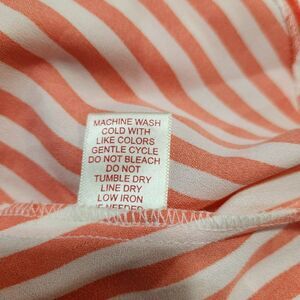 MACHINE WASH
COLD WITH
LIKE COLORS
GENTLE CYCLE
DO NOT BLEACH
DO NOT
TUMBLE DRY
LINE DRY
LOW IRON
NEEDED